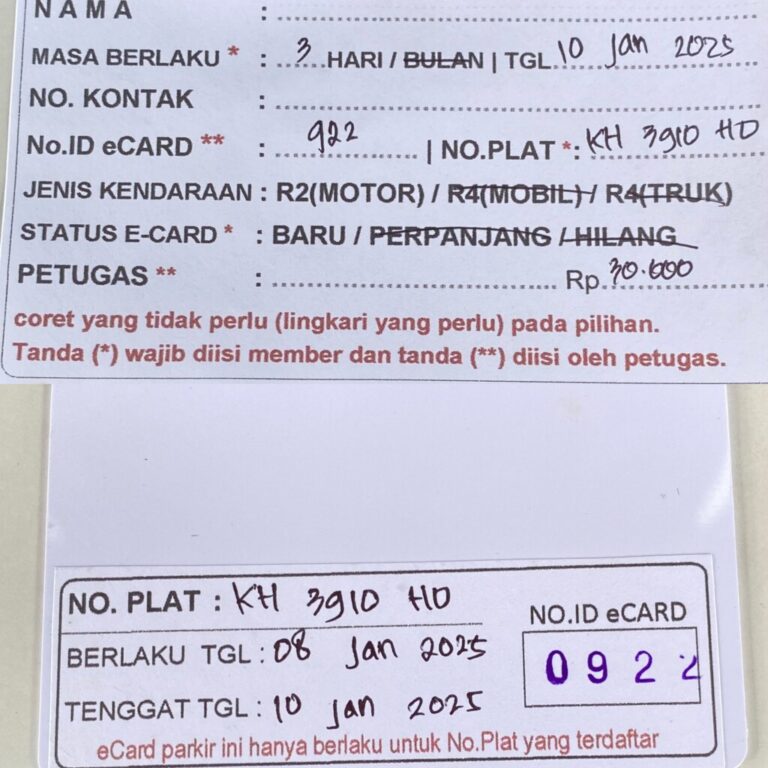 NAMA :
MASA BERLAKU * : 3 HARI / BULAN | TGL 10 Jan 2025
NO. KONTAK :
No.ID eCARD ** : 922 | NO.PLAT *: KH 3910 HD
JENIS KENDARAAN : R2(MOTOR) / R4(MOBIL) / R4(TRUK)
STATUS E-CARD * : BARU / PERPANJANG / HILANG
PETUGAS ** : Rp. 30.000
coret yang tidak perlu (lingkari yang perlu) pada pilihan.
Tanda (*) wajib diisi member dan tanda (**) diisi oleh petugas.
NO. PLAT : KH 3910 HD
BERLAKU TGL : 08 Jan 2025
TENGGAT TGL : 10 Jan 2025
NO.ID eCARD
0922
eCard parkir ini hanya berlaku untuk No.Plat yang terdaftar